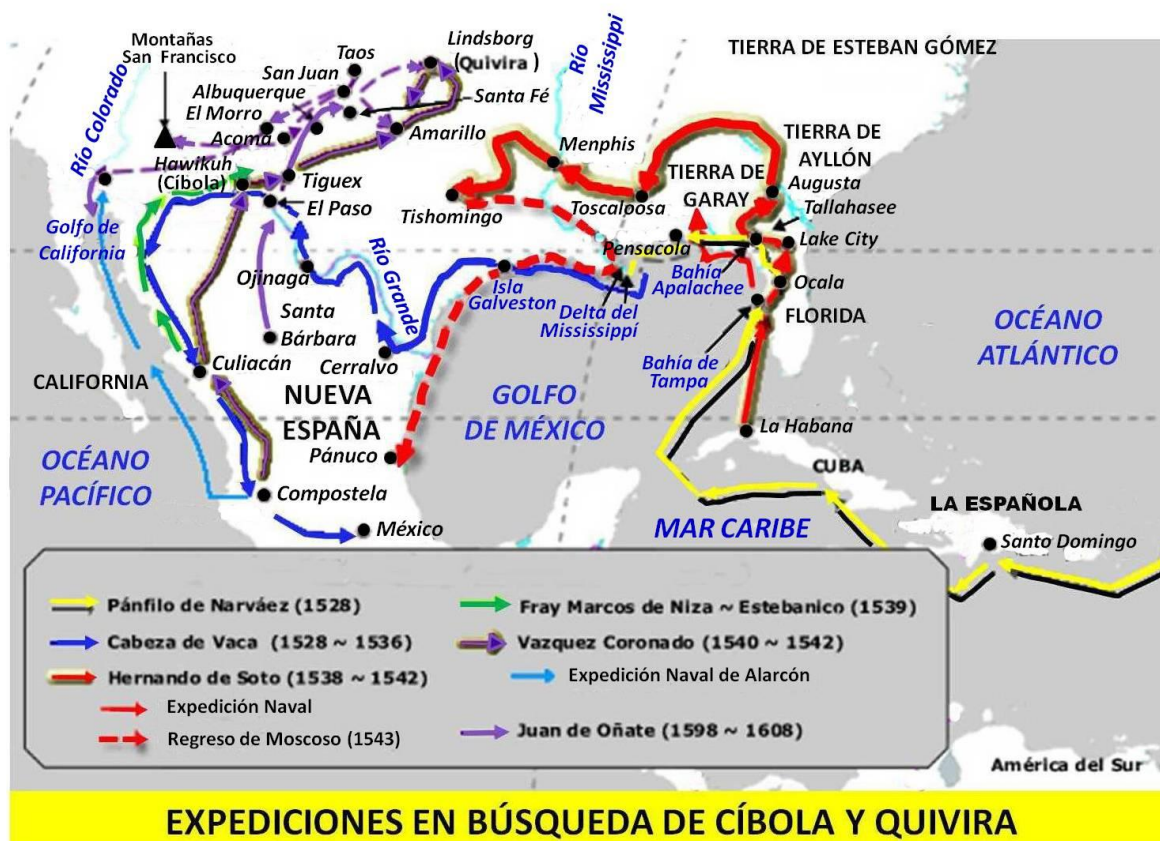 Montañas
San Francisco
Taos
Lindsborg
(Quivira )
Río
Mississippi
TIERRA DE ESTEBAN GÓMEZ
San Juan
Albuquerque
Santa Fé
El Morro
Acoma
Amarillo
Río Colorado
Hawikuh
(Cíbola)
Tiguex
El Paso
Menphis
TIERRA DE
AYLLÓN
TIERRA DE
GARAY
Augusta
Tallahasee
Tishomingo
Toscalposa
Golfo de
California
Pensacola
Lake City
Ojinaga
Río Grande
Isla
Galveston
Bahía
Apalachee
Ocala
Delta del
Mississippí
FLORIDA
Santa
Bárbara
OCÉANO
ATLÁNTICO
Culiacán
Cerralvo
Bahía de
Tampa
CALIFORNIA
NUEVA
ESPAÑA
GOLFO
DE MÉXICO
La Habana
Pánuco
OCÉANO
PACÍFICO
CUBA
Compostela
LA ESPAÑOLA
México
MAR CARIBE
Santo Domingo
Pánfilo de Narváez (1528)
Fray Marcos de Niza ~ Estebanico (1539)
Cabeza de Vaca (1528 ~ 1536)
Vazquez Coronado (1540 ~ 1542)
Hernando de Soto (1538 ~ 1542)
Expedición Naval de Alarcón
Expedición Naval
Regreso de Moscoso (1543)
Juan de Oñate (1598 ~ 1608)
América del Sur
EXPEDICIONES EN BÚSQUEDA DE CÍBOLA Y QUIVIRA